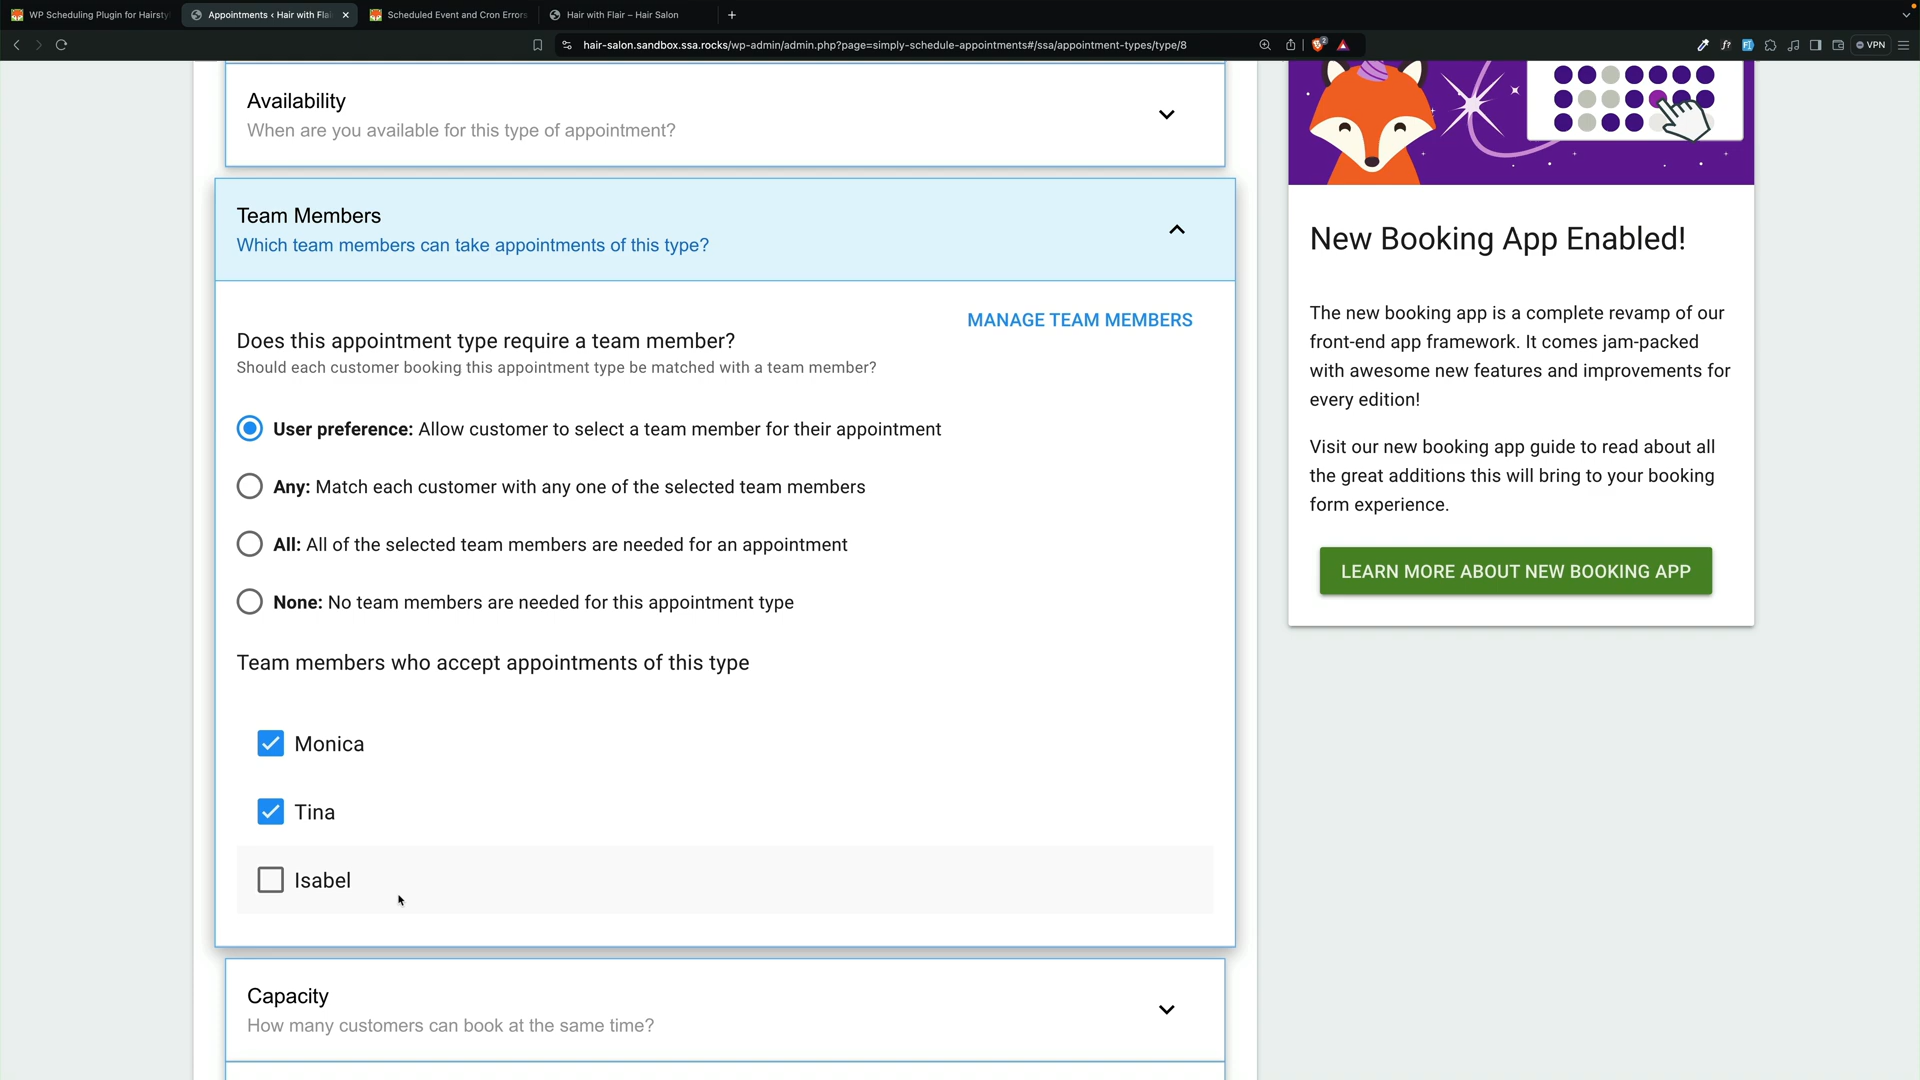 WP Scheduling Plugin for Hairsty
Appointments ‹ Hair with Flai
Scheduled Event and Cron Errors
Hair with Flair – Hair Salon
hair-salon.sandbox.ssa.rocks/wp-admin/admin.php?page=simply-schedule-appointments#/ssa/appointment-types/type/8
2
f?
VPN
Availability
When are you available for this type of appointment?
Team Members
Which team members can take appointments of this type?
MANAGE TEAM MEMBERS
Does this appointment type require a team member?
Should each customer booking this appointment type be matched with a team member?
User preference: Allow customer to select a team member for their appointment
Any: Match each customer with any one of the selected team members
All: All of the selected team members are needed for an appointment
None: No team members are needed for this appointment type
Team members who accept appointments of this type
Monica
Tina
Isabel
Capacity
How many customers can book at the same time?
New Booking App Enabled!
The new booking app is a complete revamp of our
front-end app framework. It comes jam-packed
with awesome new features and improvements for
every edition!
Visit our new booking app guide to read about all
the great additions this will bring to your booking
form experience.
LEARN MORE ABOUT NEW BOOKING APP